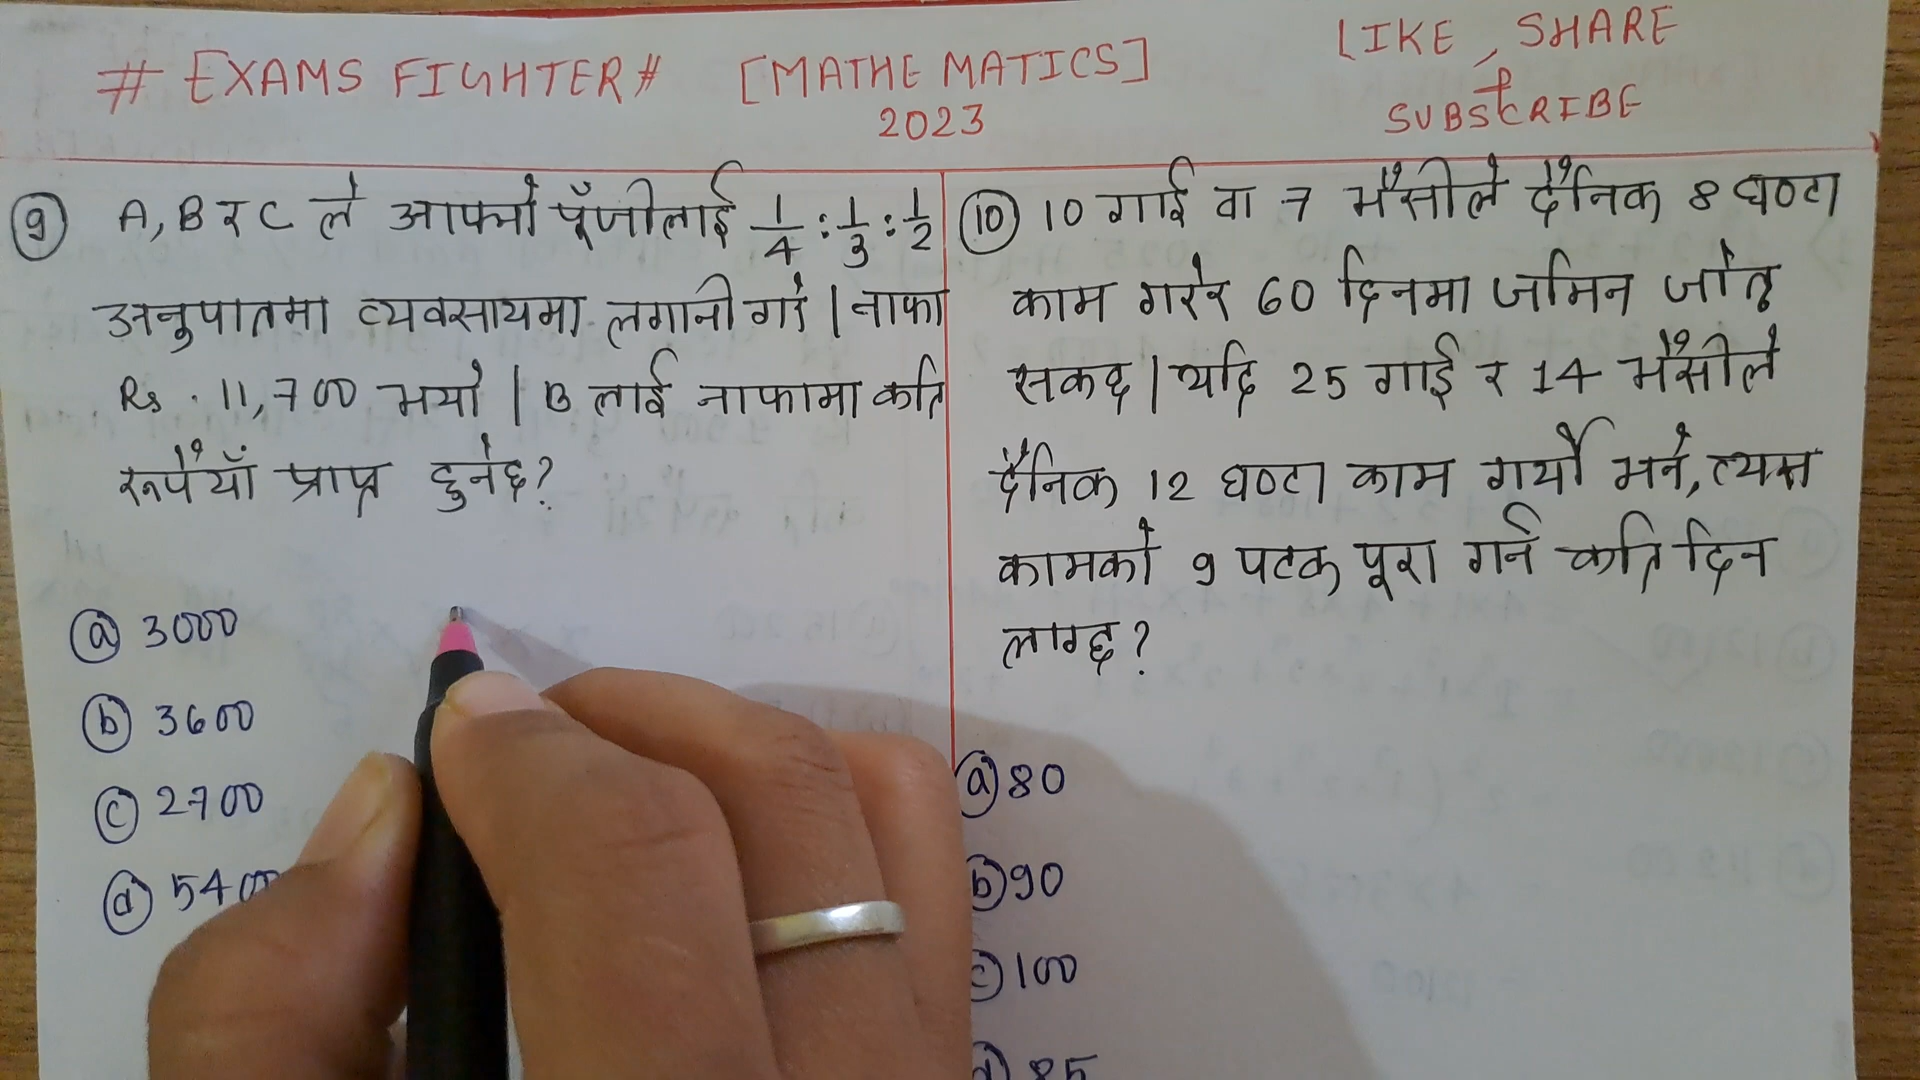 # EXAMS FIGHTER # [MATHEMATICS]
2023
LIKE, SHARE
&
SUBSCRIBE
9 A, B र C ले आफ्नो पूँजीलाई 1/4 : 1/3 : 1/2
अनुपातमा व्यवसायमा लगानी गरे | नाफा
Rs. 11,700 भयो | B लाई नाफामा कति
रूपैयाँ प्राप्त हुनेछ?
a 3000
b 3600
c 2700
d 5400
10 10 गाई वा 7 भैंसीले दैनिक 8 घण्टा
काम गरेर 60 दिनमा जमिन जोत्न
सक्छ | यदि 25 गाई र 14 भैंसीले
दैनिक 12 घण्टा काम गर्यो भने, त्यस
कामको 9 पटक पूरा गर्न कति दिन
लाग्छ?
a 80
b 90
c 100
d 85